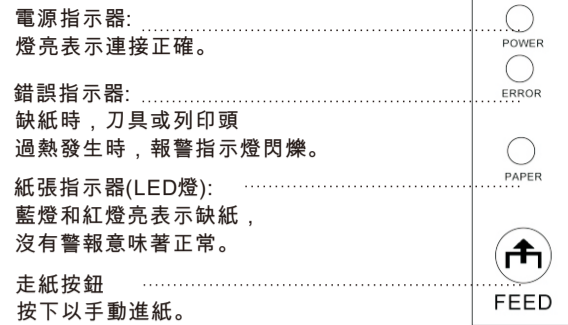 電源指示器:
燈亮表示連接正確。
POWER
錯誤指示器:
ERROR
缺紙時，刀具或列印頭
過熱發生時，報警指示燈閃爍。
紙張指示器(LED燈):
PAPER
藍燈和紅燈亮表示缺紙，
沒有警報意味著正常。
走紙按鈕
按下以手動進紙。
FEED